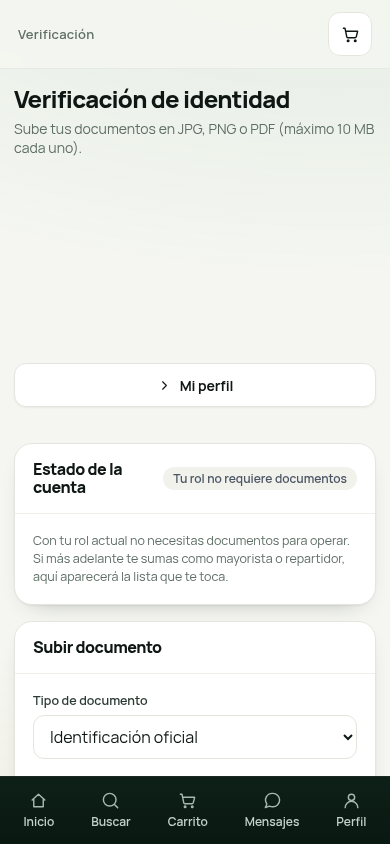 Verificación
Verificación de identidad
Sube tus documentos en JPG, PNG o PDF (máximo 10 MB
cada uno).
Mi perfil
Estado de la
cuenta
Tu rol no requiere documentos
Con tu rol actual no necesitas documentos para operar.
Si más adelante te sumas como mayorista o repartidor,
aquí aparecerá la lista que te toca.
Subir documento
Tipo de documento
Identificación oficial
Inicio
Buscar
Carrito
Mensajes
Perfil